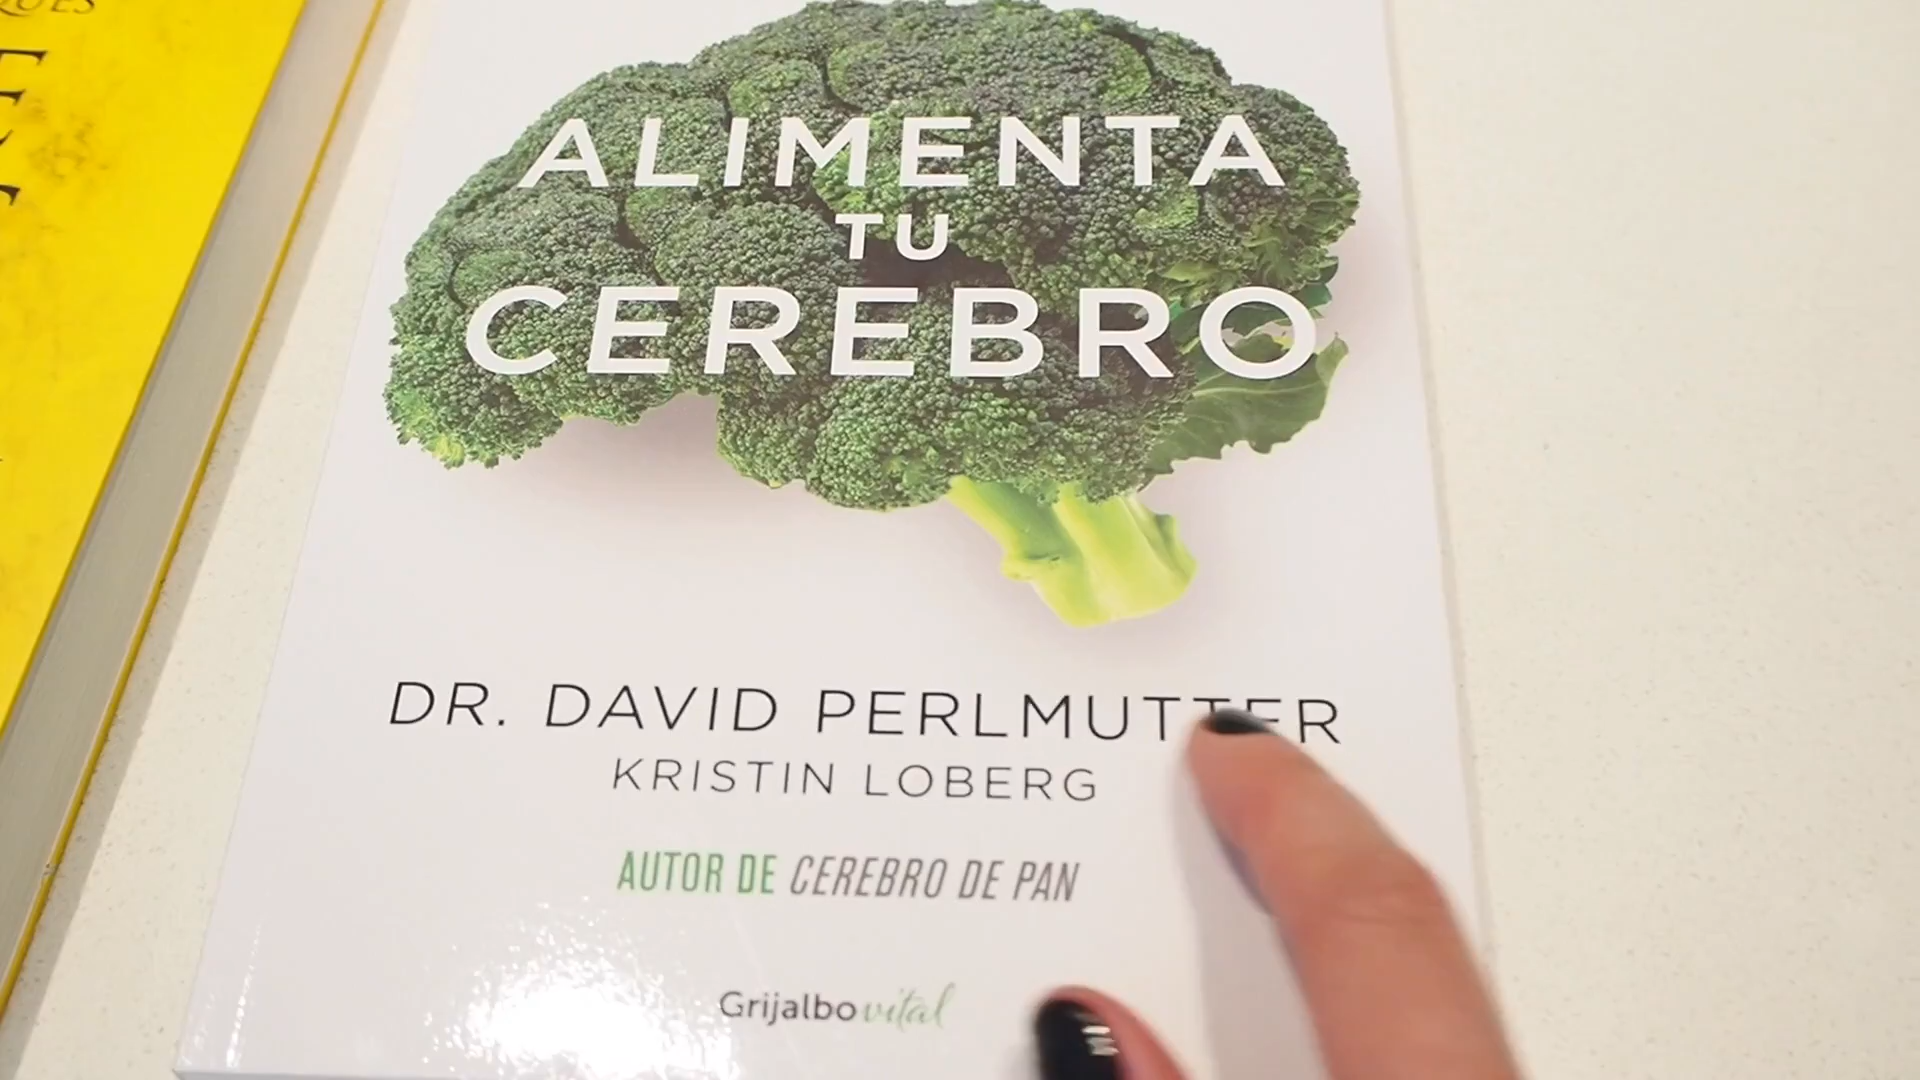 ALIMENTA
TU
CEREBRO
DR. DAVID PERLMUTTER
KRISTIN LOBERG
AUTOR DE CEREBRO DE PAN
Grijalbo vital